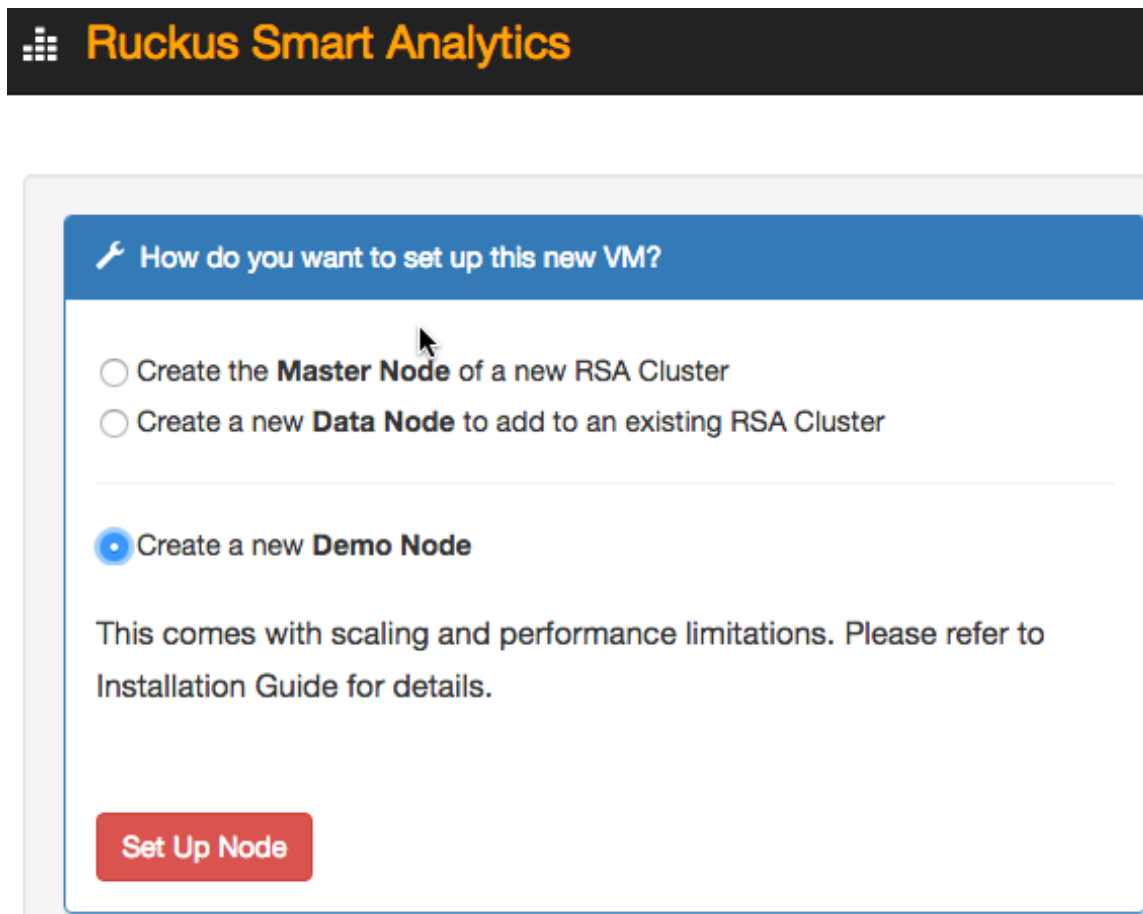 Ruckus Smart Analytics
How do you want to set up this new VM?
Create the Master Node of a new RSA Cluster
Create a new Data Node to add to an existing RSA Cluster
Create a new Demo Node
This comes with scaling and performance limitations. Please refer to
Installation Guide for details.
Set Up Node